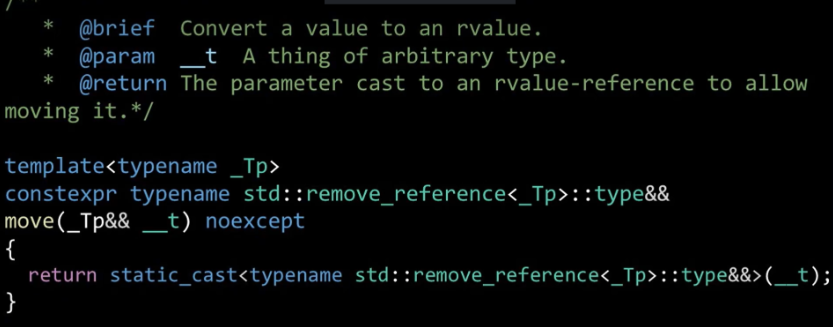 /**
* @brief Convert a value to an rvalue.
* @param __t A thing of arbitrary type.
* @return The parameter cast to an rvalue-reference to allow
moving it.*/
template<typename _Tp>
constexpr typename std::remove_reference<_Tp>::type&&
move(_Tp&& __t) noexcept
{
return static_cast<typename std::remove_reference<_Tp>::type&&>(__t);
}